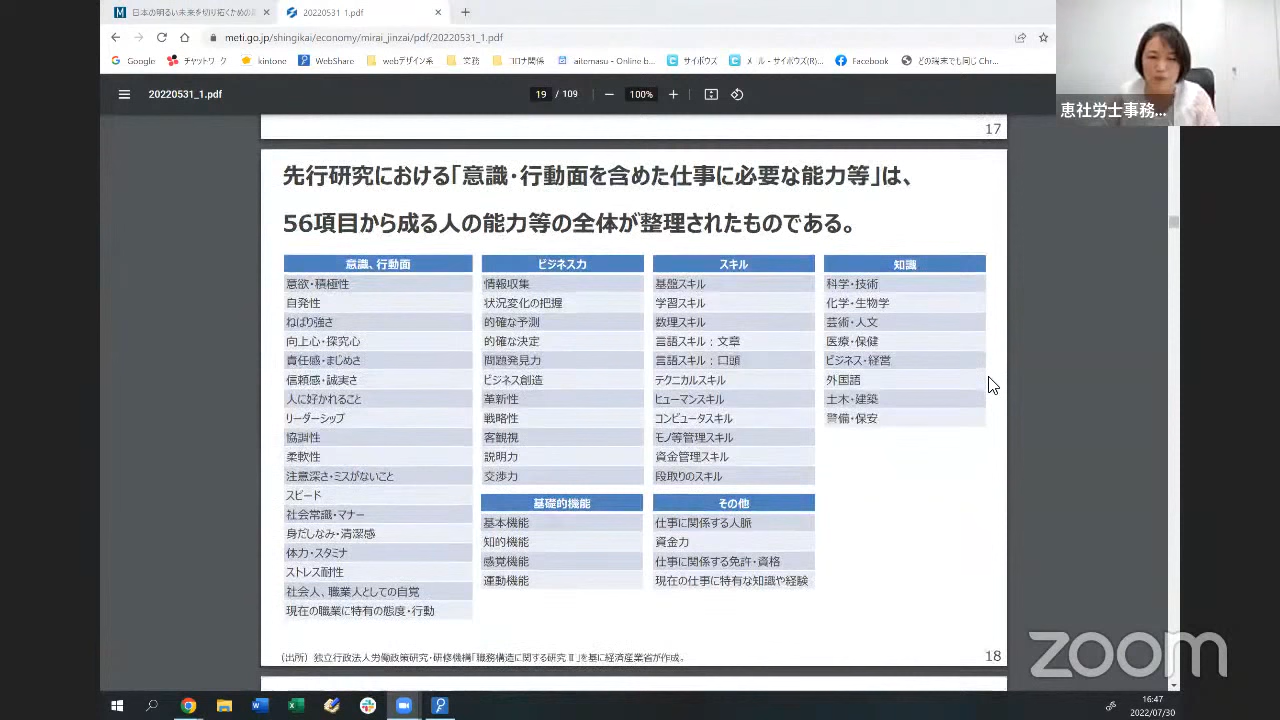 20220531_1.pdf
meti.go.jp/shingikai/economy/mirai_jinzai/pdf/20220531_1.pdf
Google
チャットワーク
kintone
WebShare
webデザイン系
コロナ関係
aitemasu - Online b...
サイボウズ
メール - サイボウズ(R)...
Facebook
どの端末でも同じ Chr...
20220531_1.pdf
19 / 109
100%
恵社労士事務...
17
先行研究における「意識・行動面を含めた仕事に必要な能力等」は、
56項目から成る人の能力等の全体が整理されたものである。
意識、行動面
意欲・積極性
自発性
ねばり強さ
向上心・探究心
責任感・まじめさ
信頼感・誠実さ
人に好かれること
リーダーシップ
協調性
柔軟性
注意深さ・ミスがないこと
スピード
社会常識・マナー
身だしなみ・清潔感
体力・スタミナ
ストレス耐性
社会人、職業人としての自覚
現在の職業に特有の態度・行動
ビジネス力
情報収集
状況変化の把握
的確な予測
的確な決定
問題発見力
ビジネス創造
革新性
戦略性
客観視
説明力
交渉力
基礎的機能
基本機能
知的機能
感覚機能
運動機能
スキル
基盤スキル
学習スキル
数理スキル
言語スキル：文章
言語スキル：口頭
テクニカルスキル
ヒューマンスキル
コンピュータスキル
モノ等管理スキル
資金管理スキル
段取りのスキル
その他
仕事に関係する人脈
資金力
仕事に関係する免許・資格
現在の仕事に特有な知識や経験
知識
科学・技術
化学・生物学
芸術・人文
医療・保健
ビジネス・経営
外国語
土木・建築
警備・保安
（出所）独立行政法人労働政策研究・研修機構「職務構造に関する研究Ⅱ」を基に経済産業省が作成。
18
zoom
16:47
2022/07/30